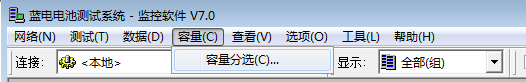 蓝电电池测试系统 - 监控软件 V7.0
网络(N) 测试(T) 数据(D) 容量(C) 查看(V) 选项(O) 工具(L) 帮助(H)
容量分选(C)...
连接: <本地> 显示: 全部(组)